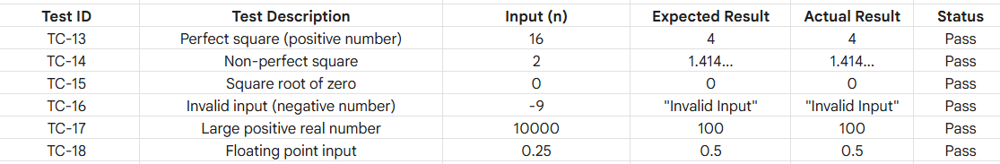 Test ID Test Description Input (n) Expected Result Actual Result Status
TC-13 Perfect square (positive number) 16 4 4 Pass
TC-14 Non-perfect square 2 1.414... 1.414... Pass
TC-15 Square root of zero 0 0 0 Pass
TC-16 Invalid input (negative number) -9 "Invalid Input" "Invalid Input" Pass
TC-17 Large positive real number 10000 100 100 Pass
TC-18 Floating point input 0.25 0.5 0.5 Pass